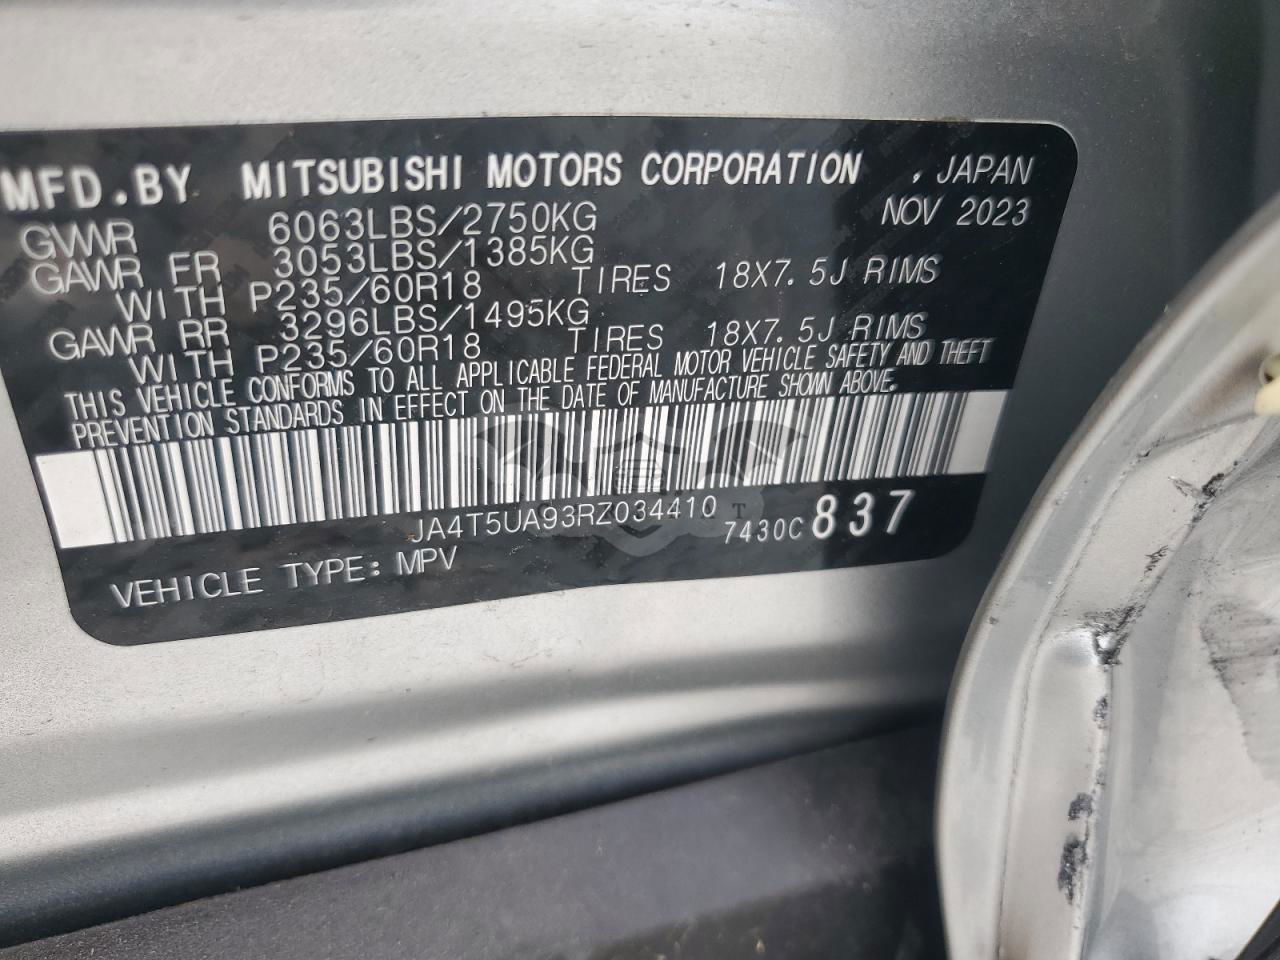 MFD.BY MITSUBISHI MOTORS CORPORATION , JAPAN
NOV 2023
GVWR 6063LBS/2750KG
GAWR FR 3053LBS/1385KG
WITH P235/60R18 TIRES 18X7.5J RIMS
GAWR RR 3296LBS/1495KG
WITH P235/60R18 TIRES 18X7.5J RIMS
THIS VEHICLE CONFORMS TO ALL APPLICABLE FEDERAL MOTOR VEHICLE SAFETY AND THEFT
PREVENTION STANDARDS IN EFFECT ON THE DATE OF MANUFACTURE SHOWN ABOVE.
JA4T5UA93RZ034410 7430C 837
VEHICLE TYPE: MPV